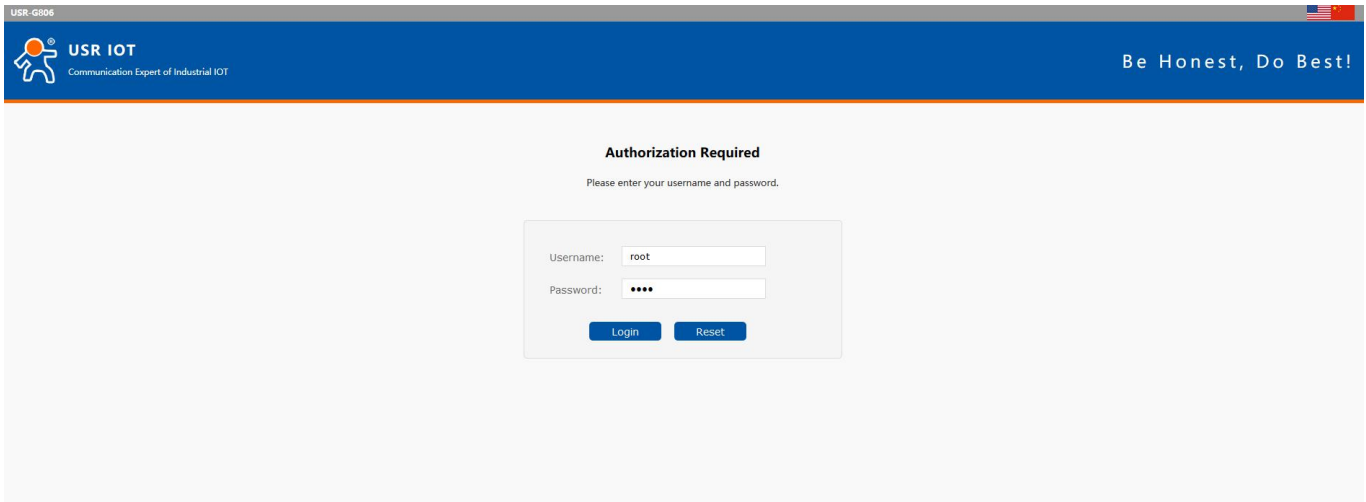 USR-G806
USR IOT
Communication Expert of Industrial IOT
Be Honest, Do Best!
Authorization Required
Please enter your username and password.
Username: root
Password: ••••
Login Reset